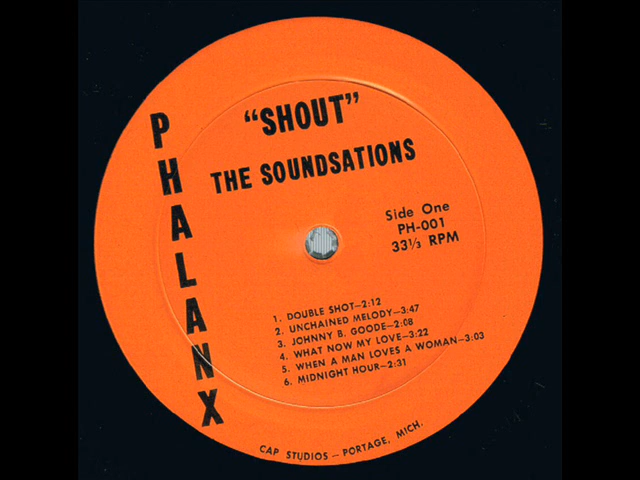 "SHOUT"
THE SOUNDSATIONS
PHALANX
Side One
PH-001
33⅓ RPM
1. DOUBLE SHOT—2:12
2. UNCHAINED MELODY—3:47
3. JOHNNY B. GOODE—2:08
4. WHAT NOW MY LOVE—3:22
5. WHEN A MAN LOVES A WOMAN—3:03
6. MIDNIGHT HOUR—2:31
CAP STUDIOS — PORTAGE, MICH.